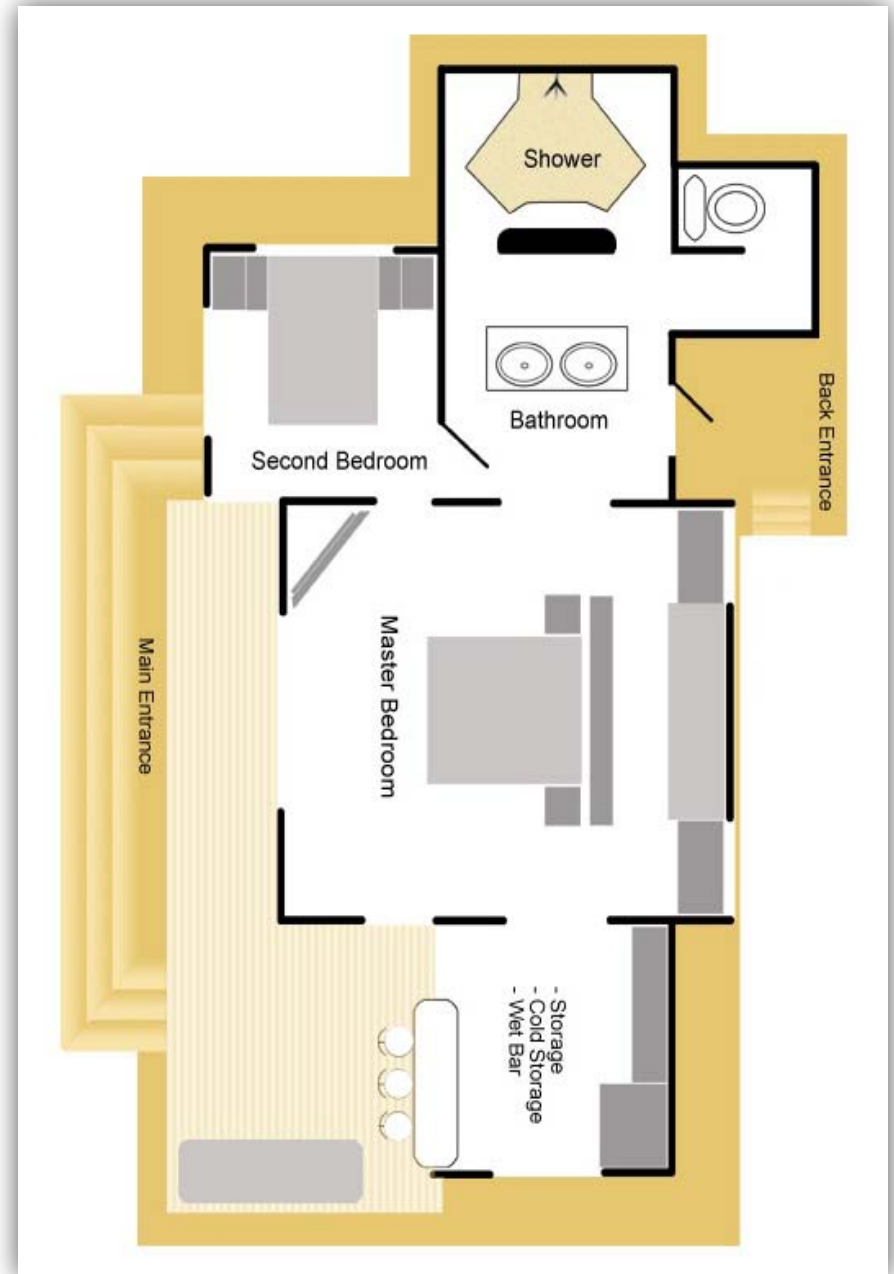 Shower
Back Entrance
Bathroom
Second Bedroom
Main Entrance
Master Bedroom
- Storage
- Cold Storage
- Wet Bar